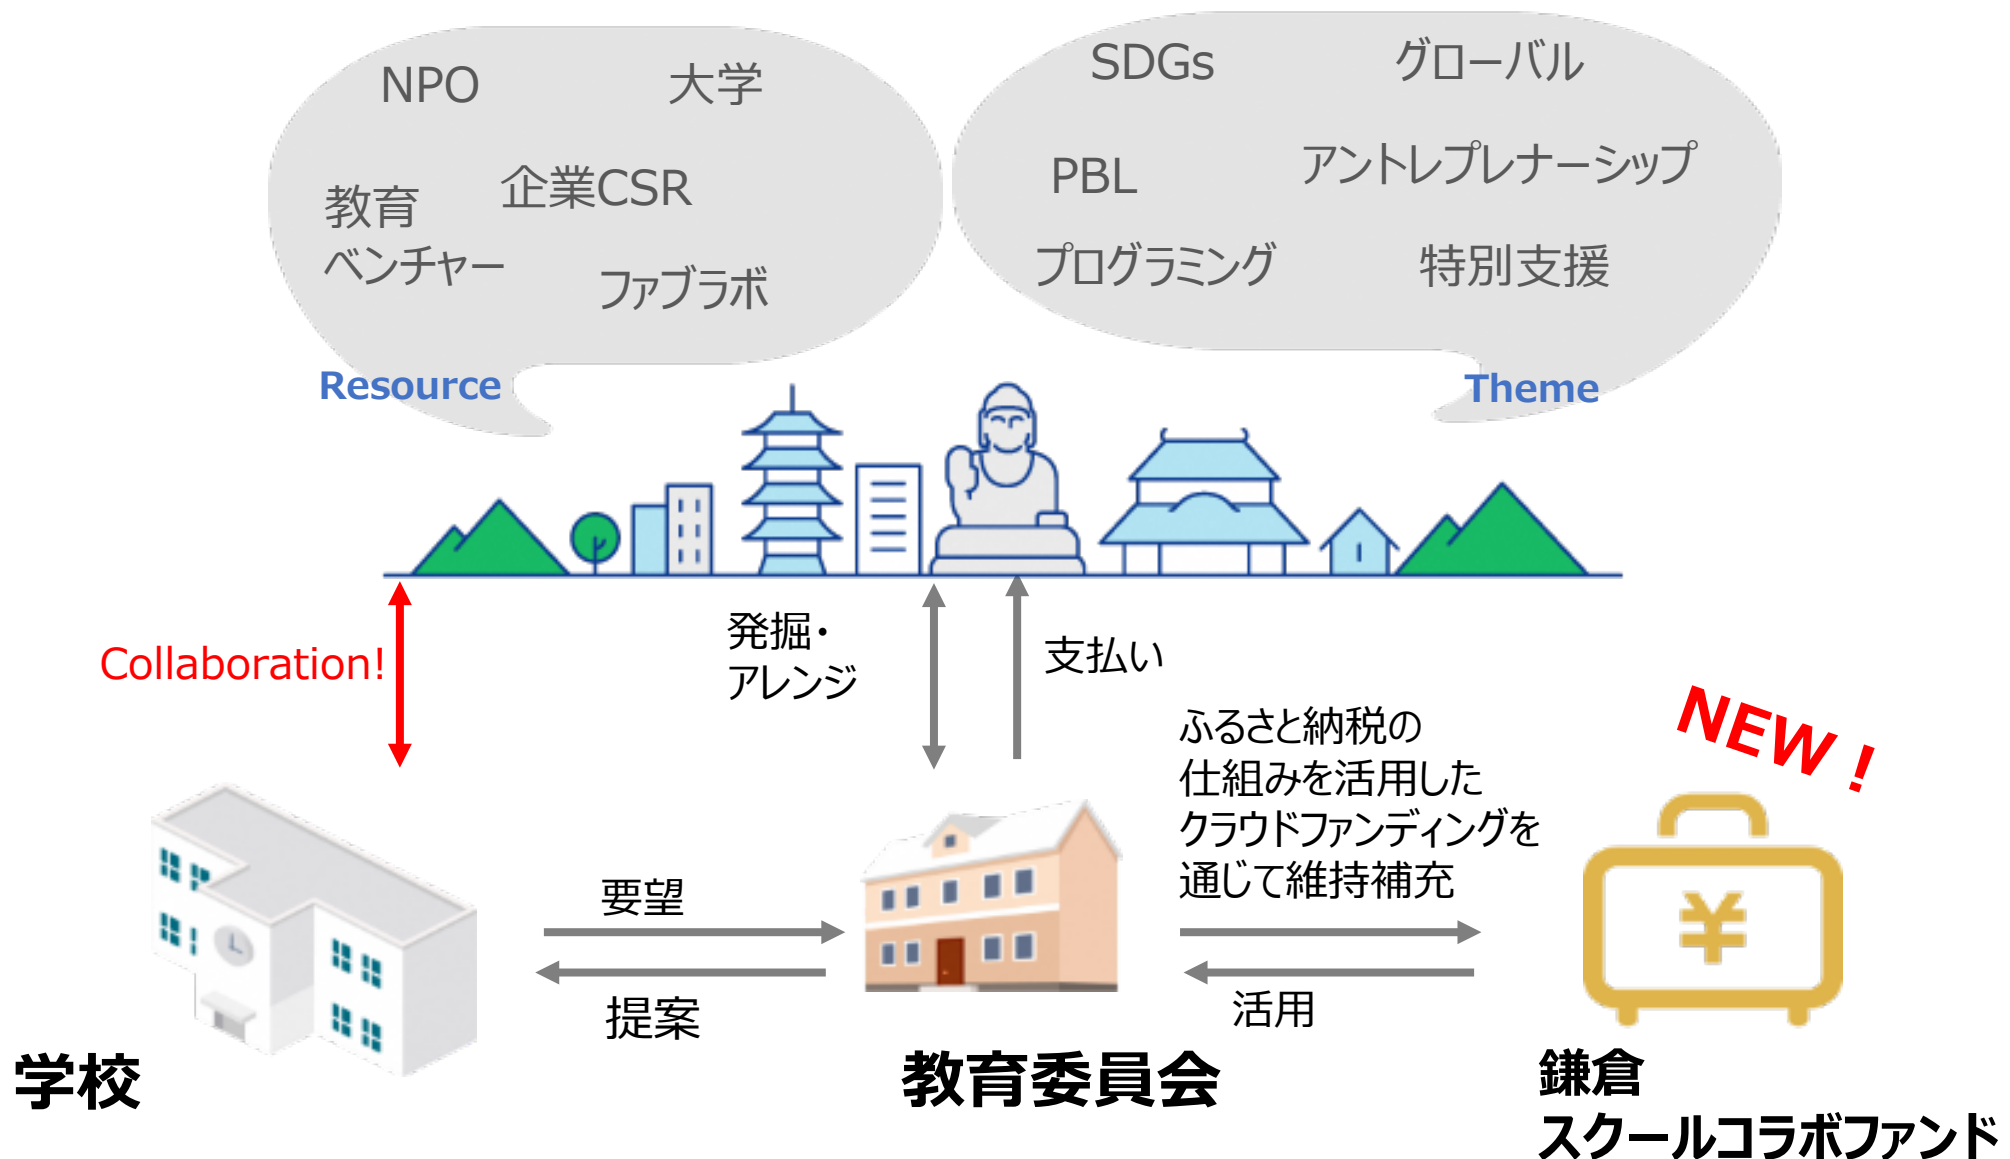 NPO
大学
教育
ベンチャー
企業CSR
ファブラボ
Resource
SDGs
グローバル
PBL
アントレプレナーシップ
プログラミング
特別支援
Theme
Collaboration!
発掘・
アレンジ
支払い
ふるさと納税の
仕組みを活用した
クラウドファンディングを
通じて維持補充
NEW！
要望
提案
活用
¥
学校
教育委員会
鎌倉
スクールコラボファンド